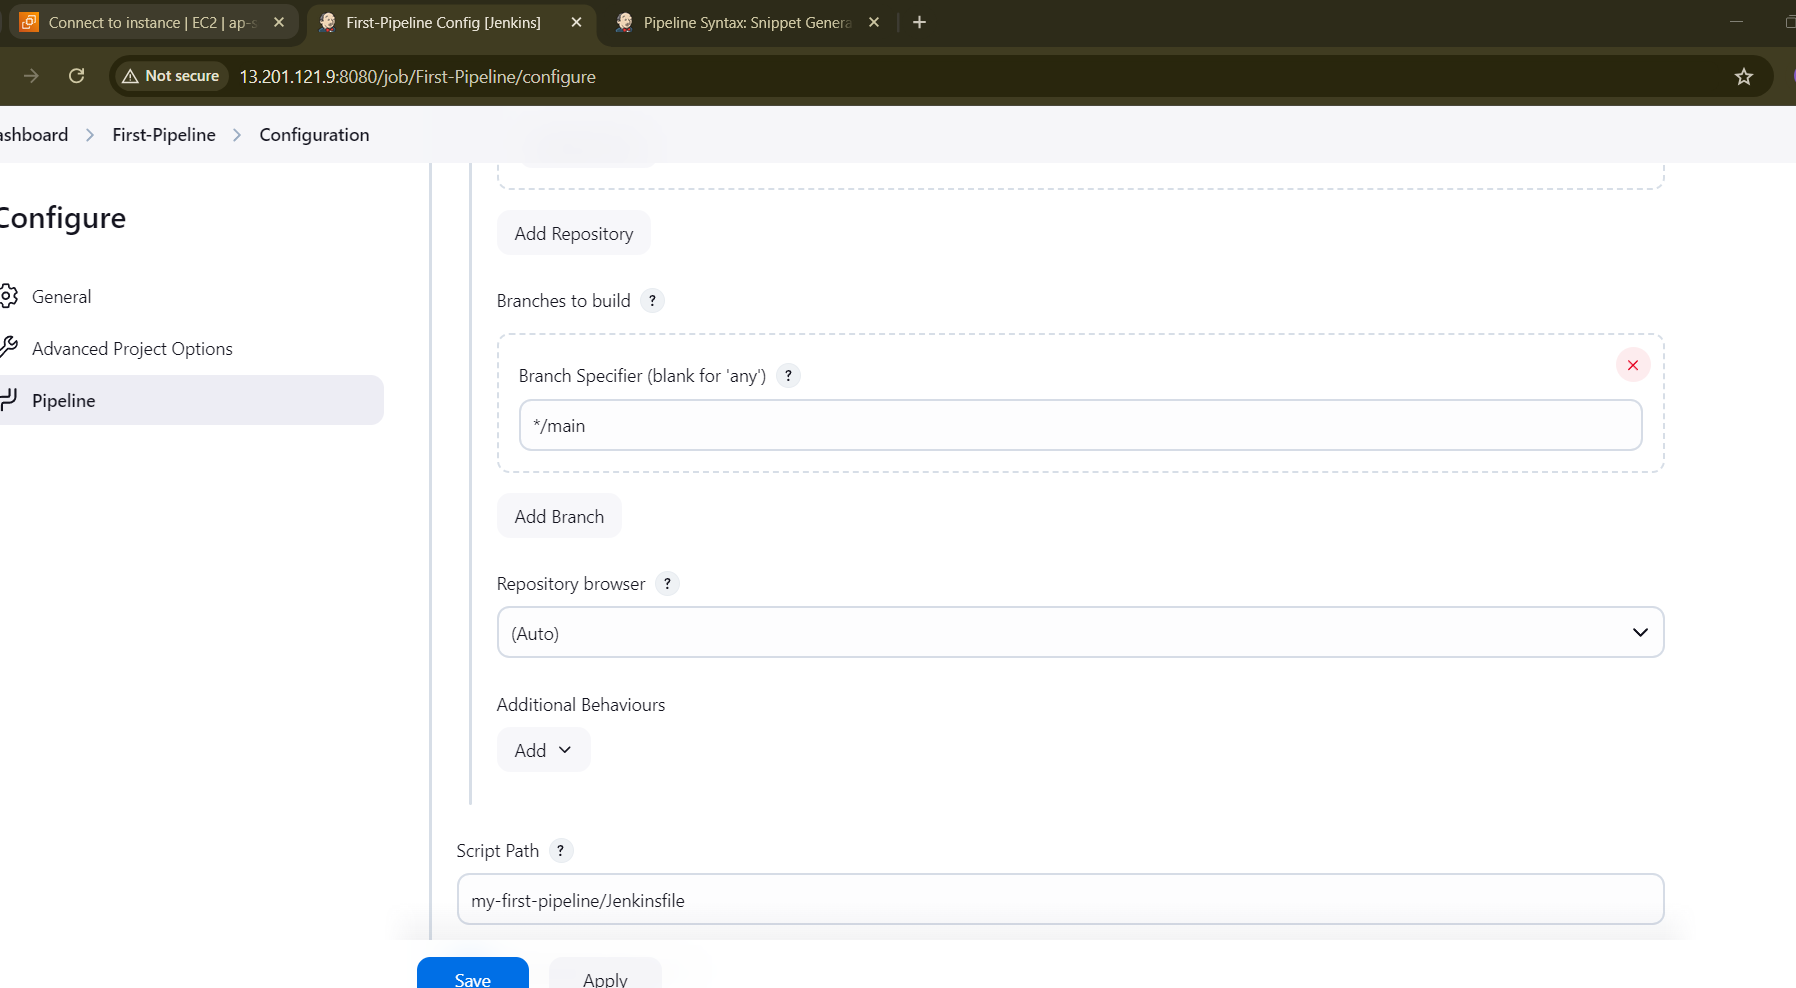 Connect to instance | EC2 | ap-s
First-Pipeline Config [Jenkins]
Pipeline Syntax: Snippet Genera
Not secure
13.201.121.9:8080/job/First-Pipeline/configure
ashboard > First-Pipeline > Configuration
Configure
General
Advanced Project Options
Pipeline
Add Repository
Branches to build ?
Branch Specifier (blank for 'any') ?
*/main
Add Branch
Repository browser ?
(Auto)
Additional Behaviours
Add
Script Path ?
my-first-pipeline/Jenkinsfile
Save
Apply